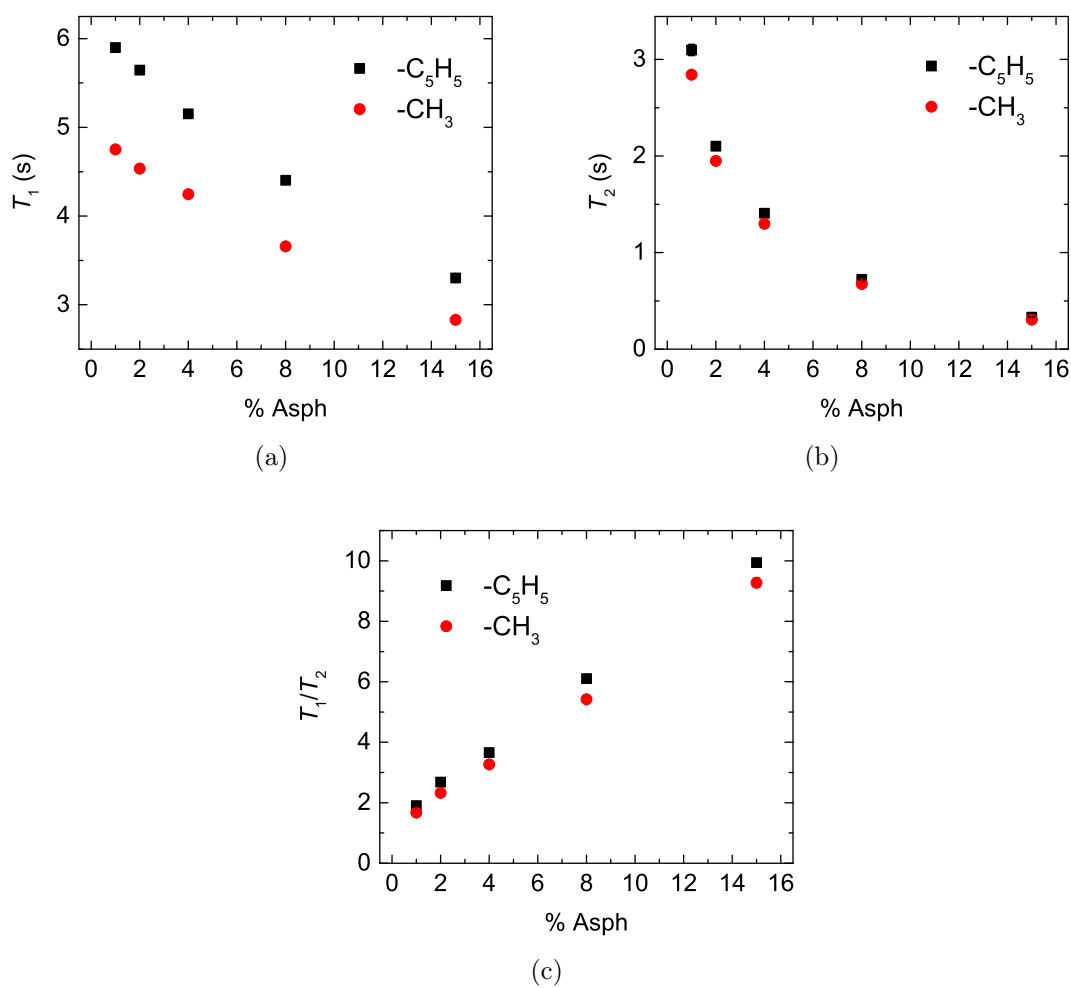 6
5
4
3
T₁ (s)
-C₅H₅
-CH₃
0 2 4 6 8 10 12 14 16
% Asph
(a)
3
2
1
0
T₂ (s)
-C₅H₅
-CH₃
0 2 4 6 8 10 12 14 16
% Asph
(b)
10
8
6
4
2
0
T₁/T₂
-C₅H₅
-CH₃
0 2 4 6 8 10 12 14 16
% Asph
(c)